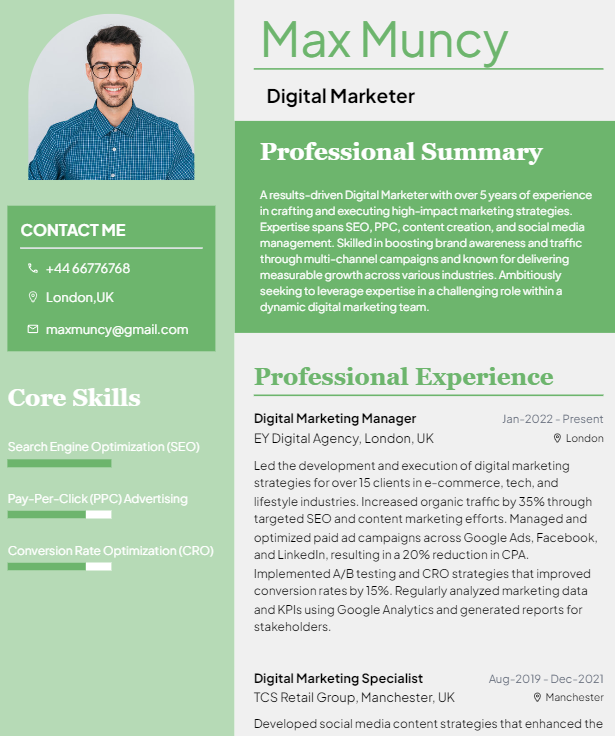 Max Muncy
Digital Marketer
CONTACT ME
+44 66776768
London,UK
maxmuncy@gmail.com
Core Skills
Search Engine Optimization (SEO)
Pay-Per-Click (PPC) Advertising
Conversion Rate Optimization (CRO)
Professional Summary
A results-driven Digital Marketer with over 5 years of experience
in crafting and executing high-impact marketing strategies.
Expertise spans SEO, PPC, content creation, and social media
management. Skilled in boosting brand awareness and traffic
through multi-channel campaigns and known for delivering
measurable growth across various industries. Ambitiously
seeking to leverage expertise in a challenging role within a
dynamic digital marketing team.
Professional Experience
Digital Marketing Manager
Jan-2022 - Present
EY Digital Agency, London, UK
London
Led the development and execution of digital marketing
strategies for over 15 clients in e-commerce, tech, and
lifestyle industries. Increased organic traffic by 35% through
targeted SEO and content marketing efforts. Managed and
optimized paid ad campaigns across Google Ads, Facebook,
and LinkedIn, resulting in a 20% reduction in CPA.
Implemented A/B testing and CRO strategies that improved
conversion rates by 15%. Regularly analyzed marketing data
and KPIs using Google Analytics and generated reports for
stakeholders.
Digital Marketing Specialist
Aug-2019 - Dec-2021
TCS Retail Group, Manchester, UK
Manchester
Developed social media content strategies that enhanced the